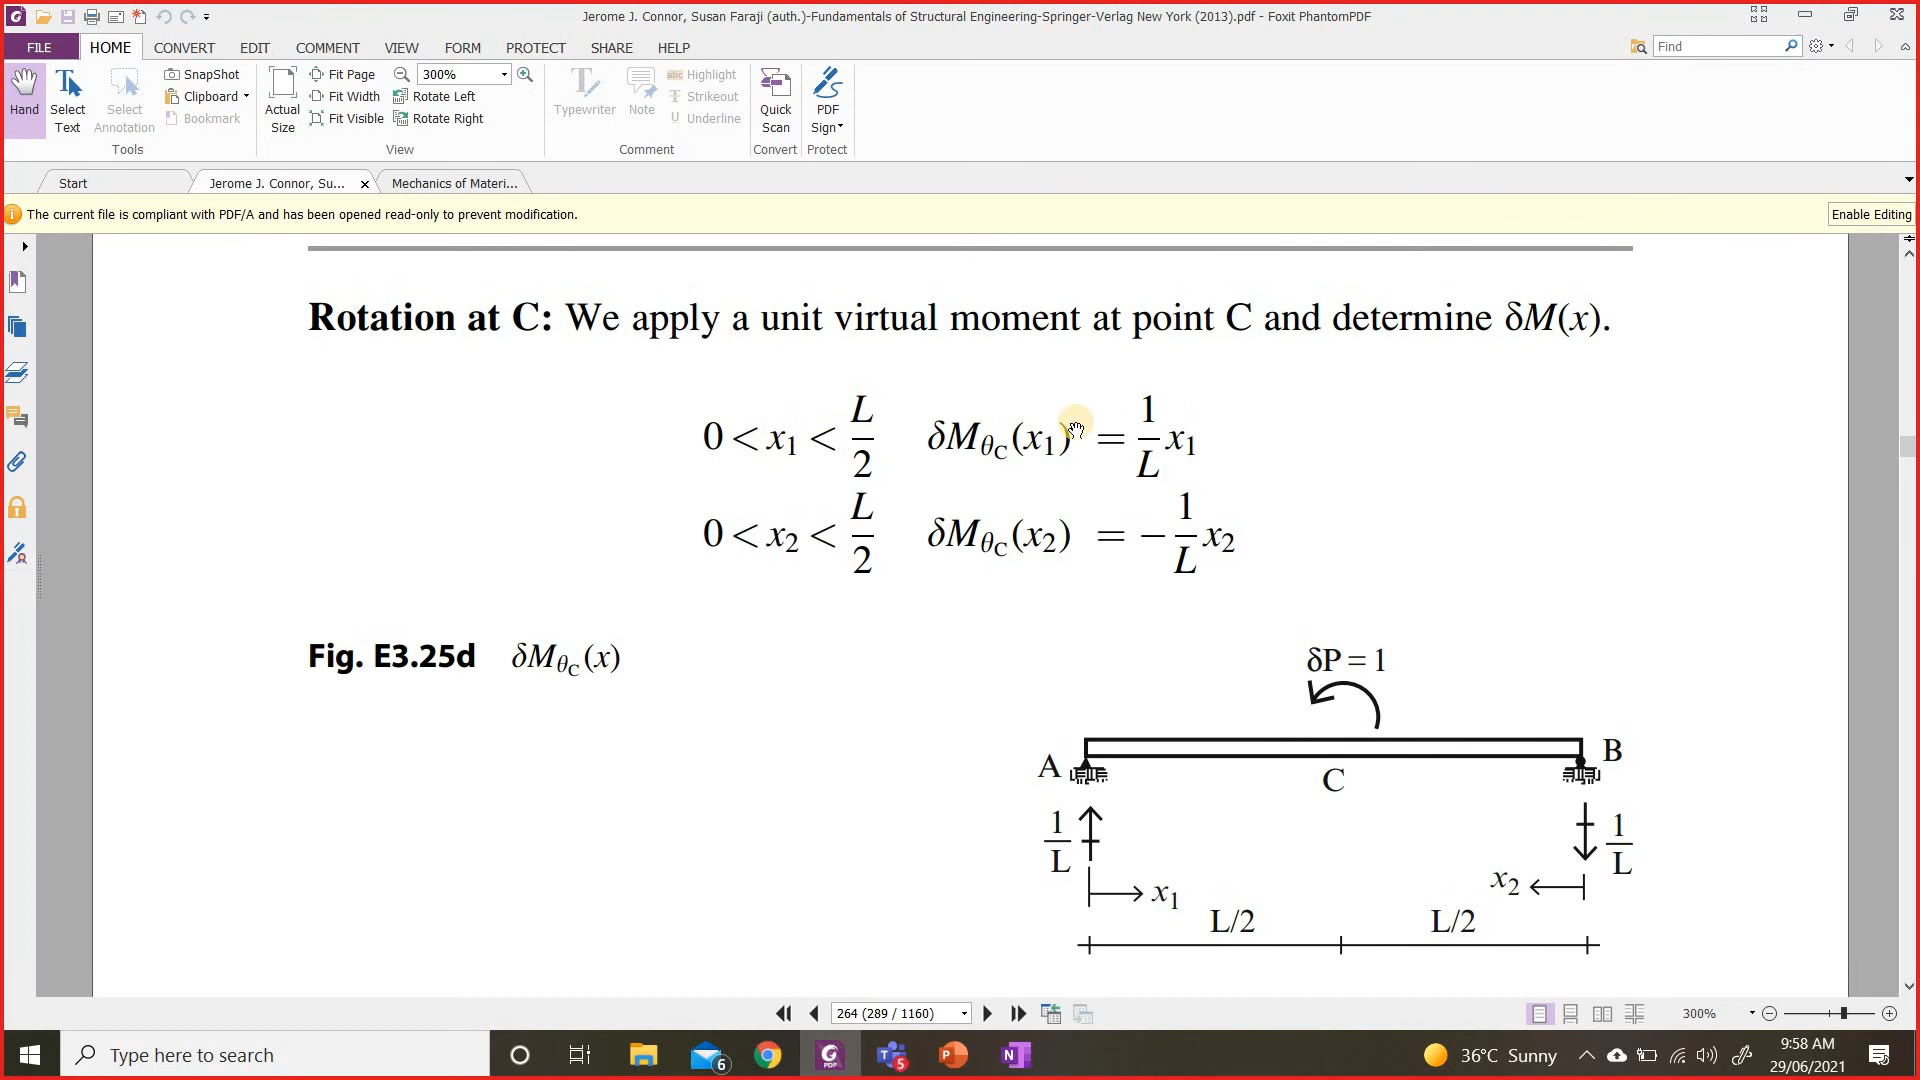 Jerome J. Connor, Susan Faraji (auth.)-Fundamentals of Structural Engineering-Springer-Verlag New York (2013).pdf - Foxit PhantomPDF
FILE HOME CONVERT EDIT COMMENT VIEW FORM PROTECT SHARE HELP Find
Hand
Select Text
Select Annotation
SnapShot
Clipboard
Bookmark
Tools
Actual Size
Fit Page
Fit Width
Fit Visible
300%
Rotate Left
Rotate Right
View
Typewriter
Note
Highlight
Strikeout
Underline
Comment
Quick Scan
Convert
PDF Sign
Protect
Start Jerome J. Connor, Su... Mechanics of Materi...
The current file is compliant with PDF/A and has been opened read-only to prevent modification. Enable Editing
Rotation at C: We apply a unit virtual moment at point C and determine δM(x).
0 < x₁ < L/2 δM_θC(x₁) = 1/L x₁
0 < x₂ < L/2 δM_θC(x₂) = − 1/L x₂
Fig. E3.25d δM_θC(x)
δP = 1
A C B
1/L 1/L
x₁ x₂
L/2 L/2
264 (289 / 1160) 300%
Type here to search 6 PDF 5 P N 36°C Sunny 9:58 AM
29/06/2021